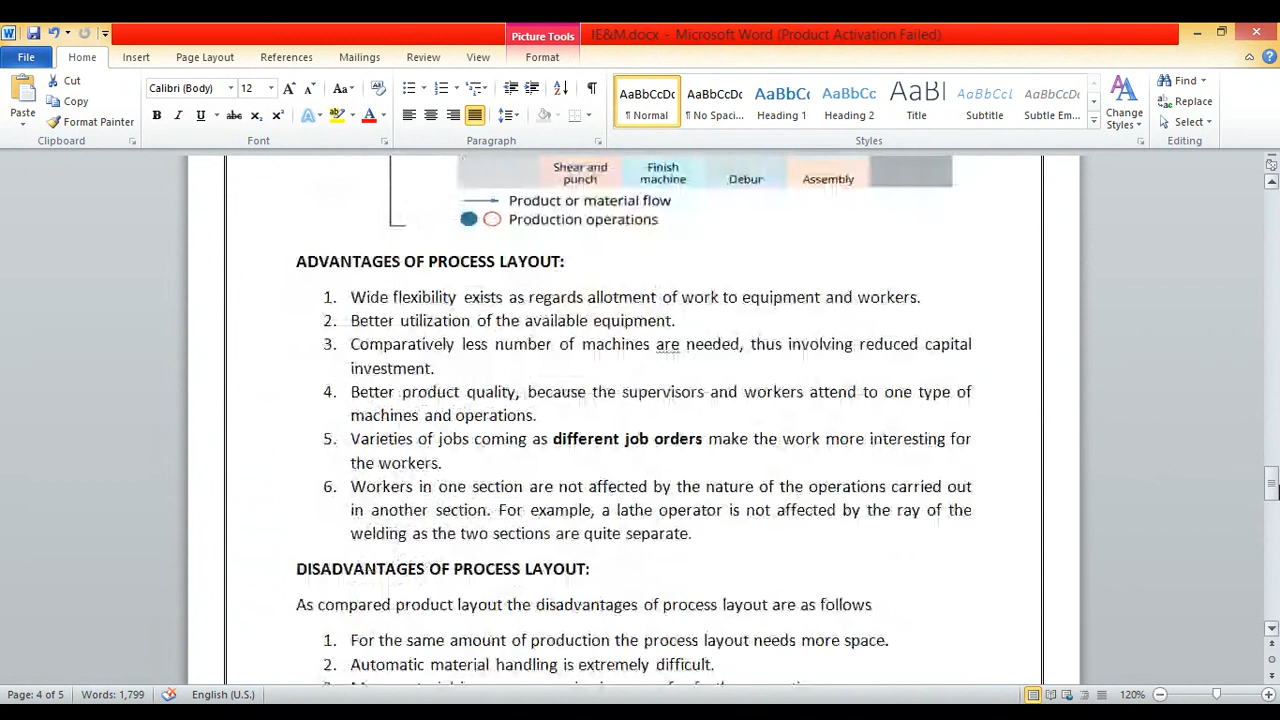 Picture Tools
IE&M.docx - Microsoft Word (Product Activation Failed)
File Home Insert Page Layout References Mailings Review View Format
Paste
Cut
Copy
Format Painter
Clipboard
Calibri (Body) 12
Font
Paragraph
AaBbCcDc AaBbCcDc AaBbCc AaBbCc AaBl AaBbCcl AaBbCcDc
¶ Normal ¶ No Spaci... Heading 1 Heading 2 Title Subtitle Subtle Em...
Styles
Change Styles
Find
Replace
Select
Editing
Shear and punch
Finish machine
Debur
Assembly
Product or material flow
Production operations
ADVANTAGES OF PROCESS LAYOUT:
1. Wide flexibility exists as regards allotment of work to equipment and workers.
2. Better utilization of the available equipment.
3. Comparatively less number of machines are needed, thus involving reduced capital
investment.
4. Better product quality, because the supervisors and workers attend to one type of
machines and operations.
5. Varieties of jobs coming as different job orders make the work more interesting for
the workers.
6. Workers in one section are not affected by the nature of the operations carried out
in another section. For example, a lathe operator is not affected by the ray of the
welding as the two sections are quite separate.
DISADVANTAGES OF PROCESS LAYOUT:
As compared product layout the disadvantages of process layout are as follows
1. For the same amount of production the process layout needs more space.
2. Automatic material handling is extremely difficult.
Page: 4 of 5 Words: 1,799 English (U.S.) 120%